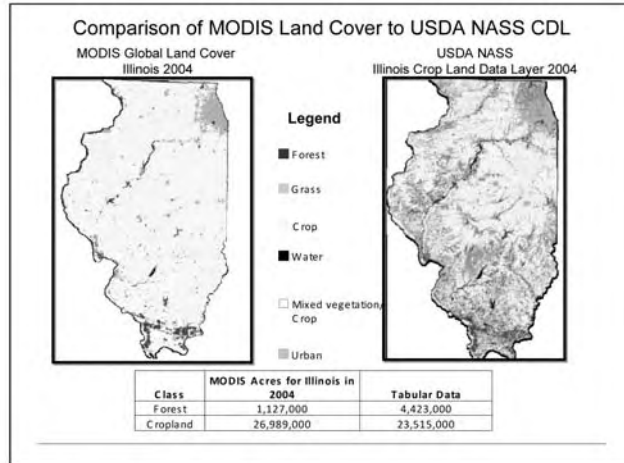 Comparison of MODIS Land Cover to USDA NASS CDL
MODIS Global Land Cover
Illinois 2004
USDA NASS
Illinois Crop Land Data Layer 2004
Legend
Forest
Grass
Crop
Water
Mixed vegetation/
Crop
Urban
Class
MODIS Acres for Illinois in
2004
Tabular Data
Forest
1,127,000
4,423,000
Cropland
26,989,000
23,515,000